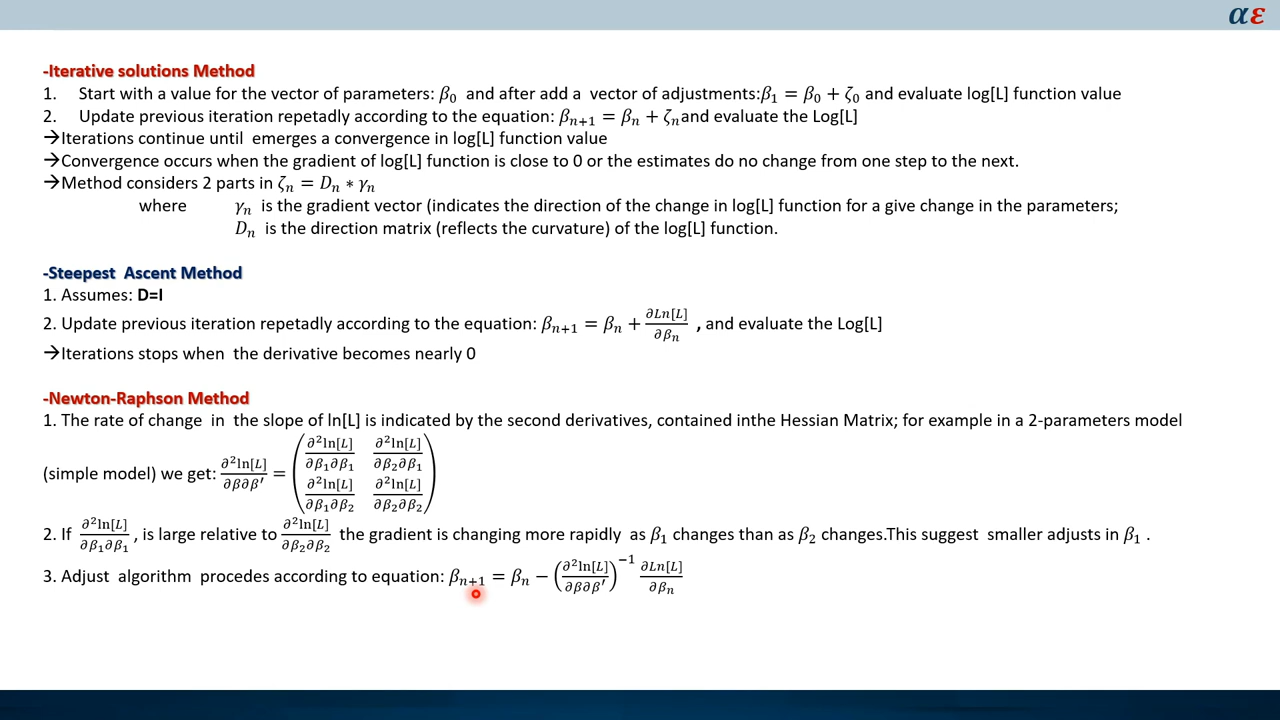 αε
-Iterative solutions Method
1. Start with a value for the vector of parameters: β₀ and after add a vector of adjustments:β₁ = β₀ + ζ₀ and evaluate log[L] function value
2. Update previous iteration repetadly according to the equation: βₙ₊₁ = βₙ + ζₙand evaluate the Log[L]
→Iterations continue until emerges a convergence in log[L] function value
→Convergence occurs when the gradient of log[L] function is close to 0 or the estimates do no change from one step to the next.
→Method considers 2 parts in ζₙ = Dₙ * γₙ
where γₙ is the gradient vector (indicates the direction of the change in log[L] function for a give change in the parameters;
Dₙ is the direction matrix (reflects the curvature) of the log[L] function.
-Steepest Ascent Method
1. Assumes: D=I
2. Update previous iteration repetadly according to the equation: βₙ₊₁ = βₙ + ∂Ln[L]/∂βₙ , and evaluate the Log[L]
→Iterations stops when the derivative becomes nearly 0
-Newton-Raphson Method
1. The rate of change in the slope of ln[L] is indicated by the second derivatives, contained inthe Hessian Matrix; for example in a 2-parameters model
(simple model) we get: ∂²ln[L]/∂β∂β′ = (∂²ln[L]/∂β₁∂β₁ ∂²ln[L]/∂β₂∂β₁
∂²ln[L]/∂β₁∂β₂ ∂²ln[L]/∂β₂∂β₂)
2. If ∂²ln[L]/∂β₁∂β₁ , is large relative to ∂²ln[L]/∂β₂∂β₂ the gradient is changing more rapidly as β₁ changes than as β₂ changes.This suggest smaller adjusts in β₁ .
3. Adjust algorithm procedes according to equation: βₙ₊₁ = βₙ − (∂²ln[L]/∂β∂β′)⁻¹ ∂Ln[L]/∂βₙ